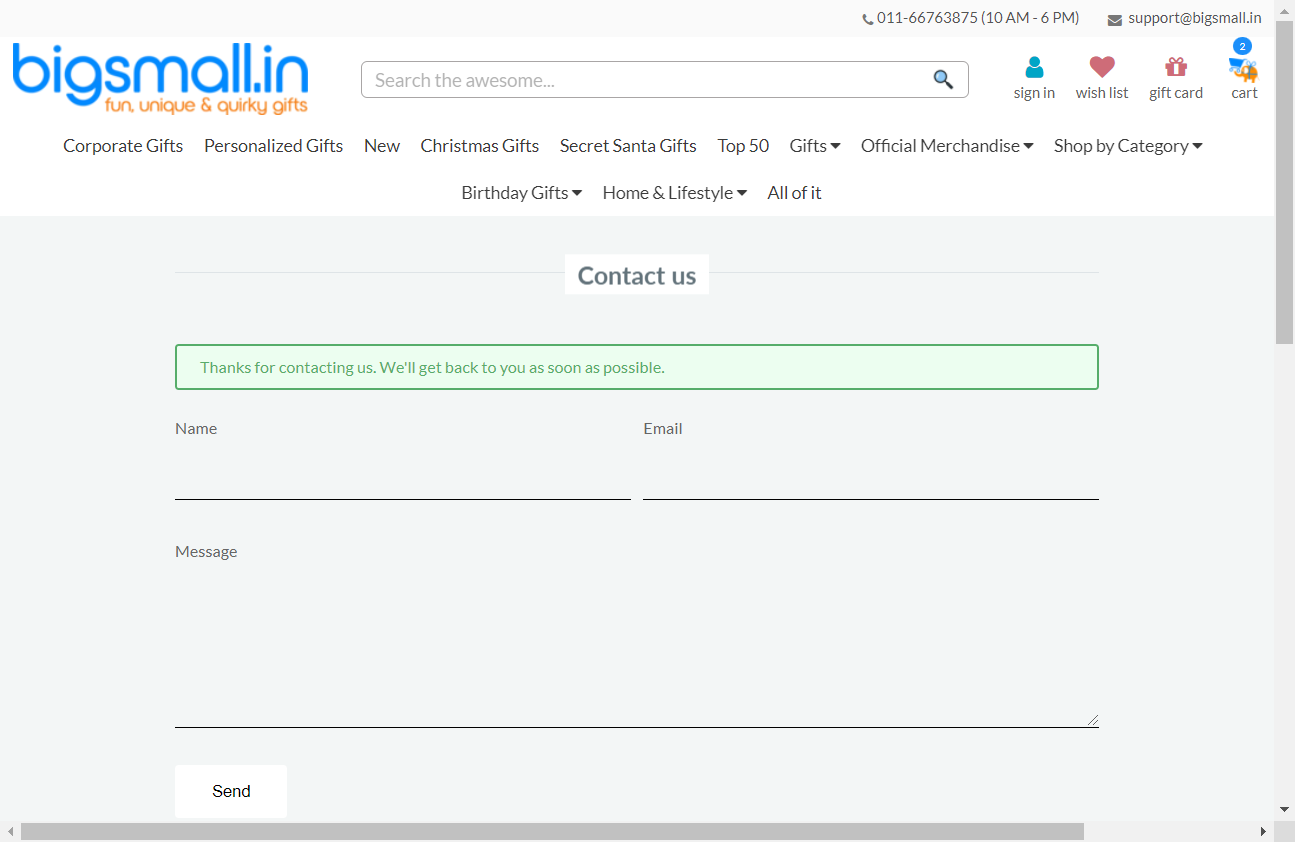 011-66763875 (10 AM - 6 PM) support@bigsmall.in
bigsmall.in
fun, unique & quirky gifts
Search the awesome...
2
sign in wish list gift card cart
Corporate Gifts Personalized Gifts New Christmas Gifts Secret Santa Gifts Top 50 Gifts Official Merchandise Shop by Category
Birthday Gifts Home & Lifestyle All of it
Contact us
Thanks for contacting us. We'll get back to you as soon as possible.
Name Email
Message
Send